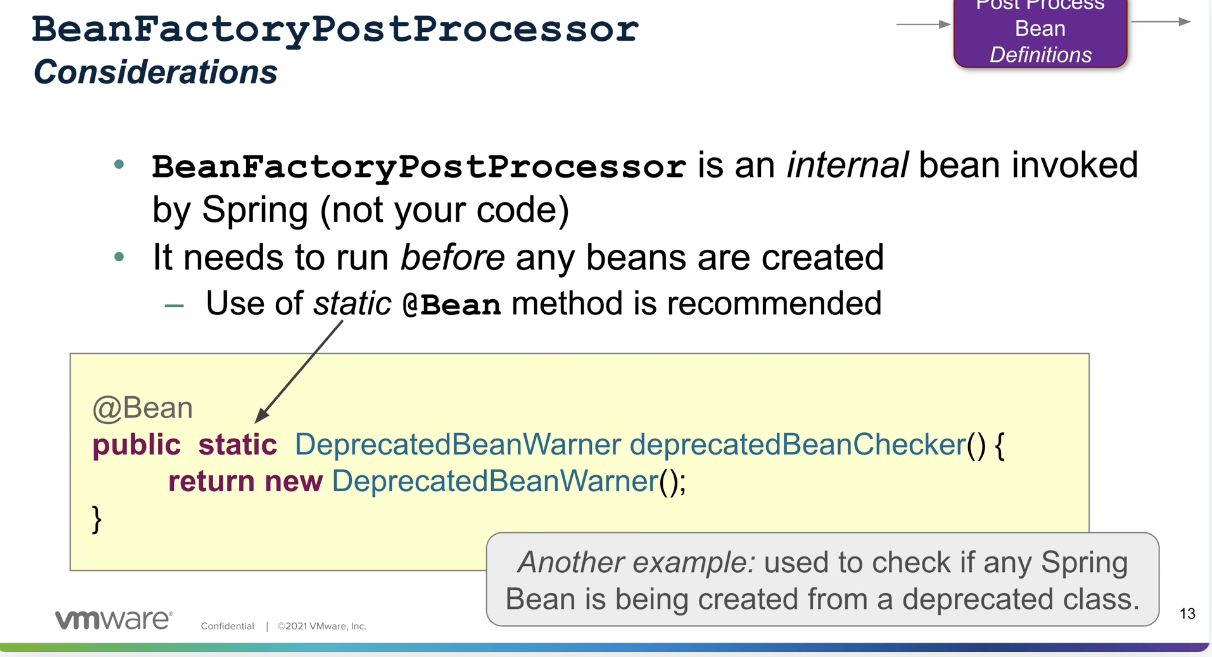 BeanFactoryPostProcessor
Considerations
Post Process
Bean
Definitions
• BeanFactoryPostProcessor is an internal bean invoked
by Spring (not your code)
• It needs to run before any beans are created
– Use of static @Bean method is recommended
@Bean
public static DeprecatedBeanWarner deprecatedBeanChecker() {
return new DeprecatedBeanWarner();
}
Another example: used to check if any Spring
Bean is being created from a deprecated class.
vmware® Confidential | ©2021 VMware, Inc.
13